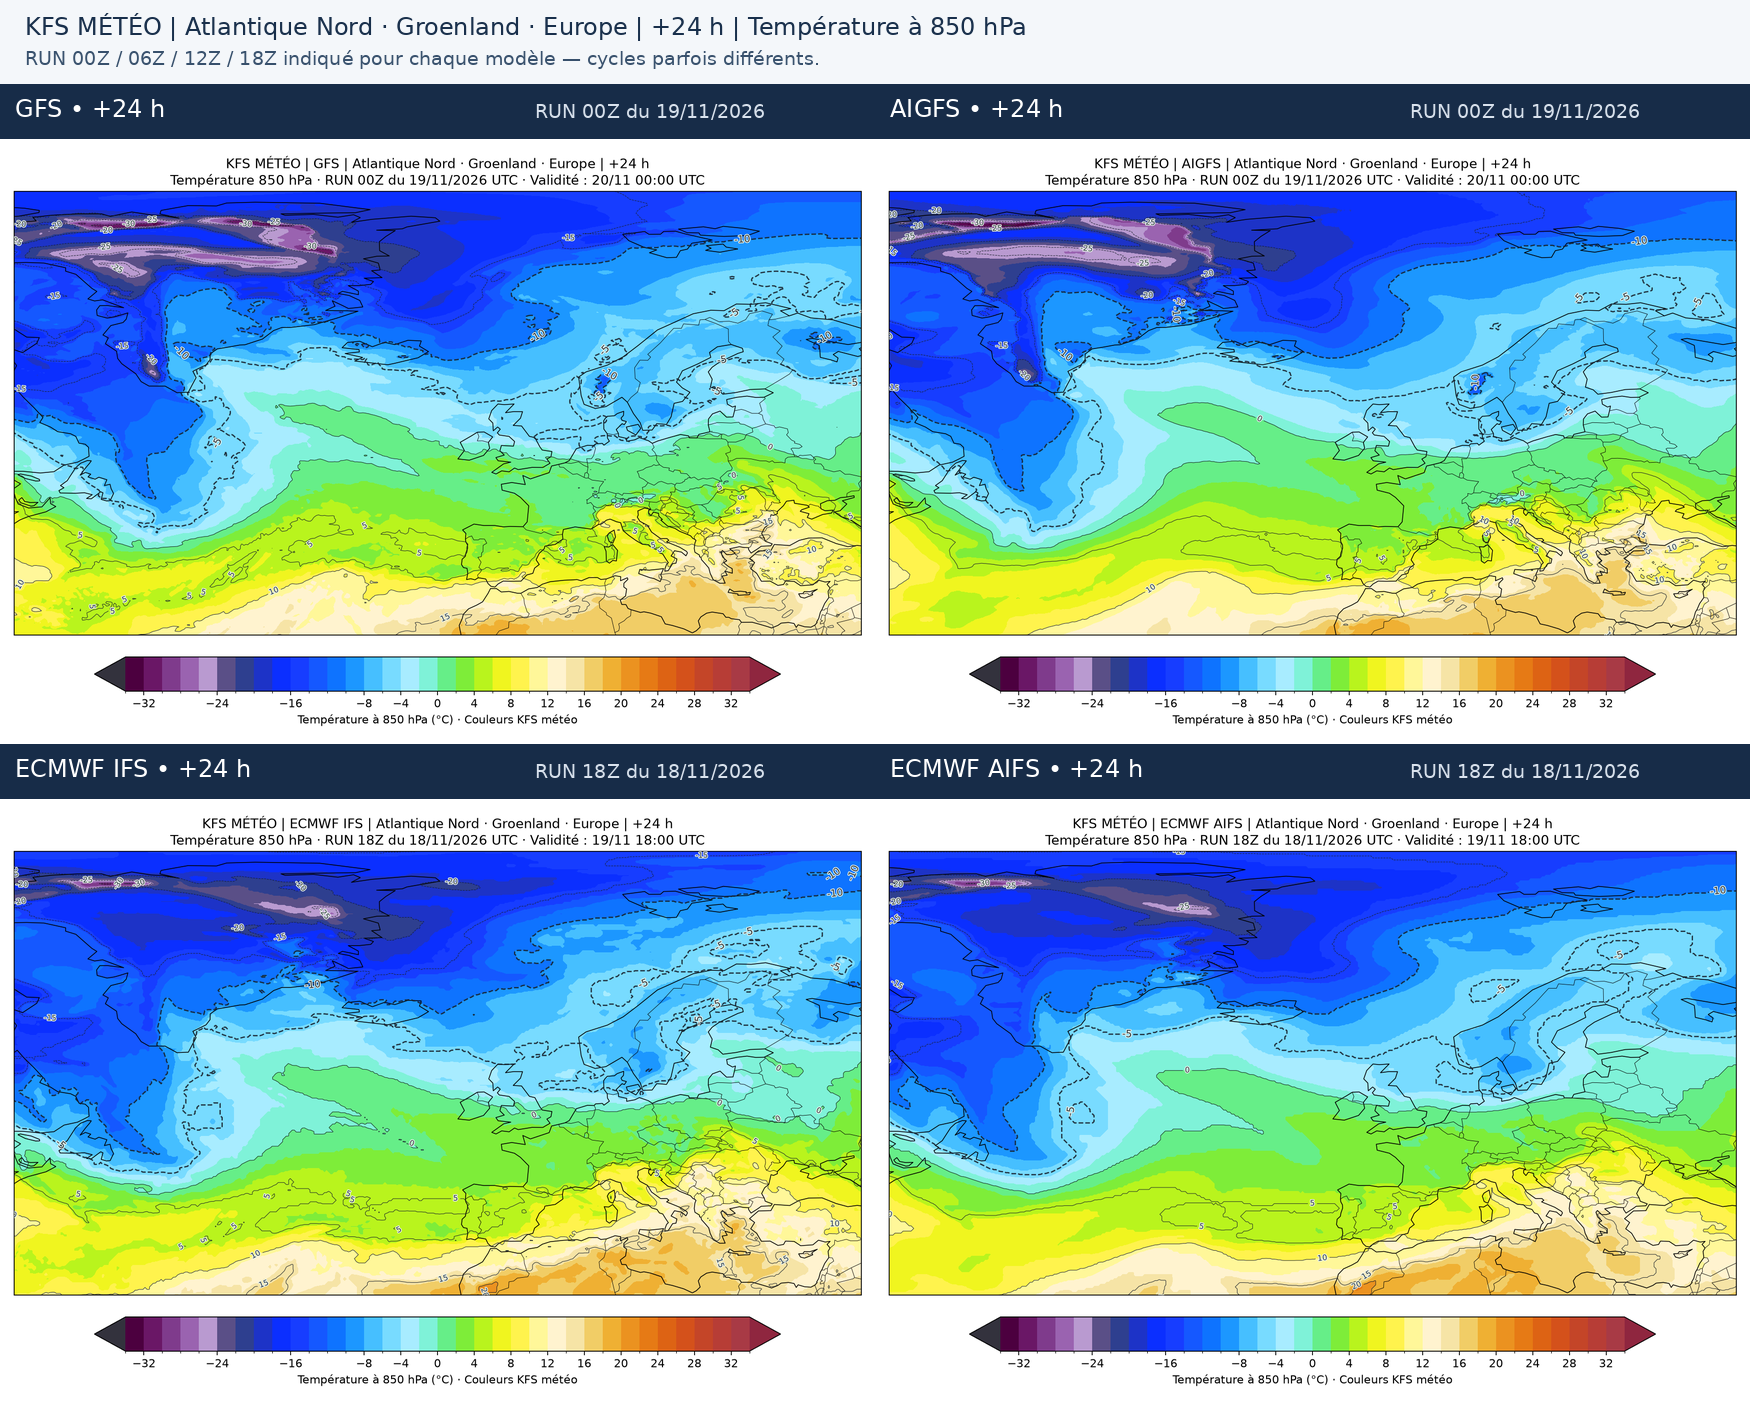 KFS MÉTÉO | Atlantique Nord · Groenland · Europe | +24 h | Température à 850 hPa
RUN 00Z / 06Z / 12Z / 18Z indiqué pour chaque modèle — cycles parfois différents.
GFS • +24 h RUN 00Z du 19/11/2026
AIGFS • +24 h RUN 00Z du 19/11/2026
KFS MÉTÉO | GFS | Atlantique Nord · Groenland · Europe | +24 h
Température 850 hPa · RUN 00Z du 19/11/2026 UTC · Validité : 20/11 00:00 UTC
KFS MÉTÉO | AIGFS | Atlantique Nord · Groenland · Europe | +24 h
Température 850 hPa · RUN 00Z du 19/11/2026 UTC · Validité : 20/11 00:00 UTC
−32 −24 −16 −8 −4 0 4 8 12 16 20 24 28 32
Température à 850 hPa (°C) · Couleurs KFS météo
−32 −24 −16 −8 −4 0 4 8 12 16 20 24 28 32
Température à 850 hPa (°C) · Couleurs KFS météo
ECMWF IFS • +24 h RUN 18Z du 18/11/2026
ECMWF AIFS • +24 h RUN 18Z du 18/11/2026
KFS MÉTÉO | ECMWF IFS | Atlantique Nord · Groenland · Europe | +24 h
Température 850 hPa · RUN 18Z du 18/11/2026 UTC · Validité : 19/11 18:00 UTC
KFS MÉTÉO | ECMWF AIFS | Atlantique Nord · Groenland · Europe | +24 h
Température 850 hPa · RUN 18Z du 18/11/2026 UTC · Validité : 19/11 18:00 UTC
−32 −24 −16 −8 −4 0 4 8 12 16 20 24 28 32
Température à 850 hPa (°C) · Couleurs KFS météo
−32 −24 −16 −8 −4 0 4 8 12 16 20 24 28 32
Température à 850 hPa (°C) · Couleurs KFS météo